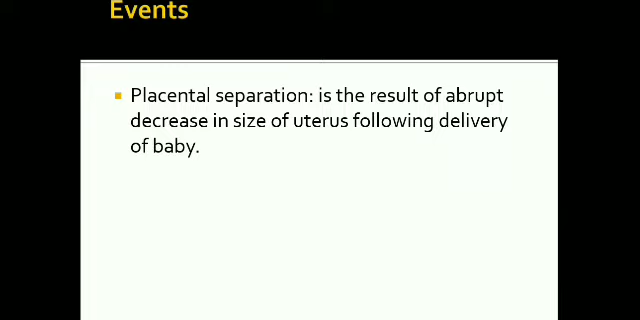 Events
Placental separation: is the result of abrupt
decrease in size of uterus following delivery
of baby.